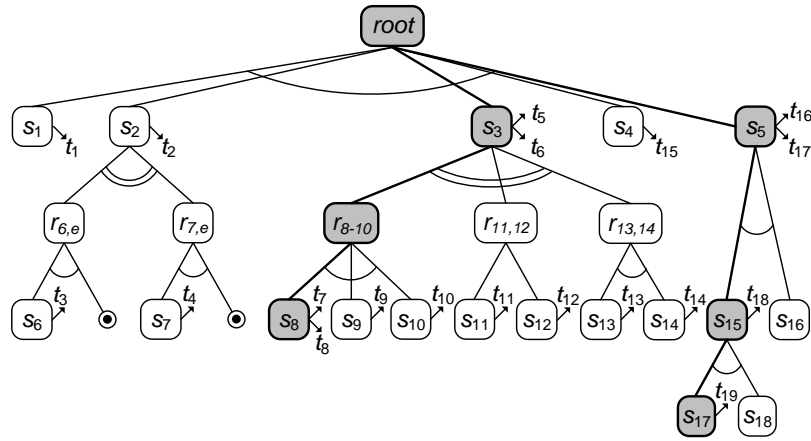 root
s1 t1 s2 t2 s3 t5 t6 s4 t15 s5 t16 t17
r6,e r7,e r8-10 r11,12 r13,14
s6 t3 s7 t4 s8 t7 t8 s9 t9 s10 t10 s11 t11 s12 t12 s13 t13 s14 t14 s15 t18 s16
s17 t19 s18